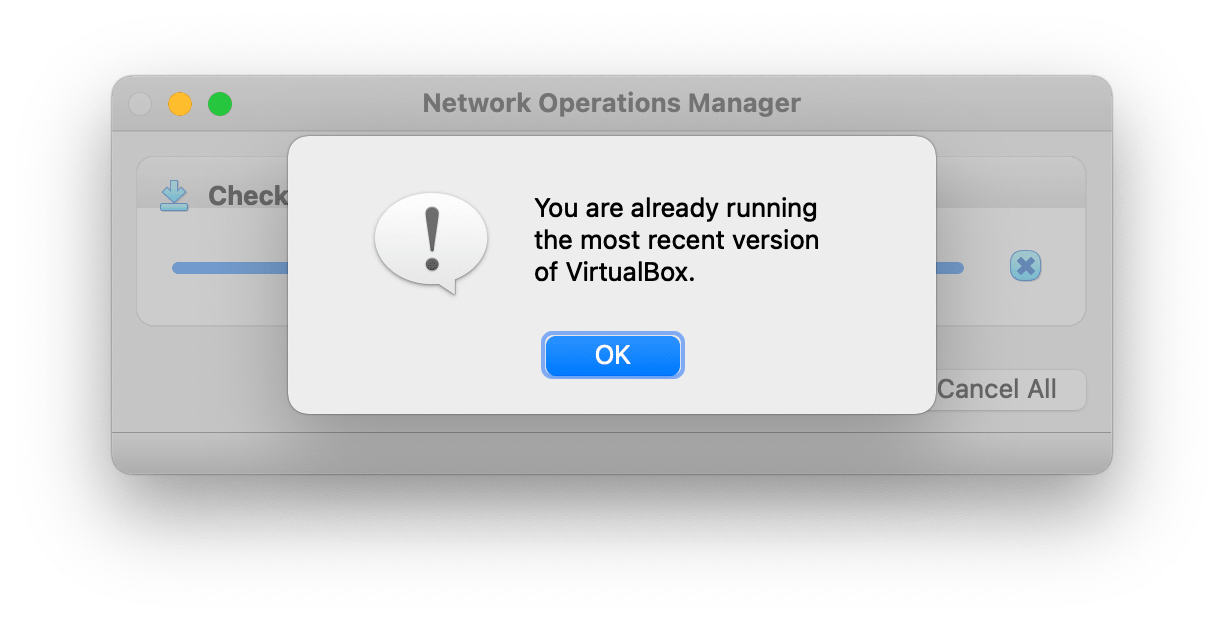 Network Operations Manager
Check
You are already running
the most recent version
of VirtualBox.
OK
Cancel All